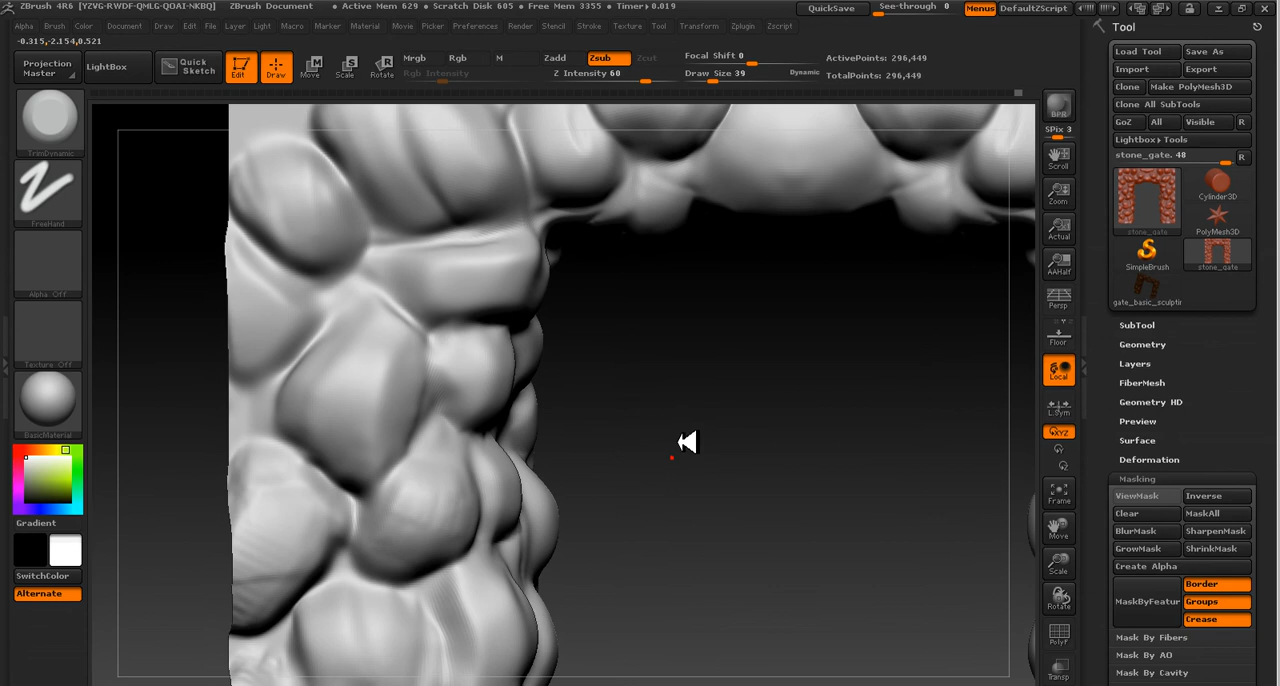 ZBrush 4R6 [YZVG-RWDF-QMLG-QOAI-NKBQ] ZBrush Document • Active Mem 629 • Scratch Disk 605 • Free Mem 3355 • Timer▸0.019 QuickSave See-through 0 Menus DefaultZScript
Alpha Brush Color Document Draw Edit File Layer Light Macro Marker Material Movie Picker Preferences Render Stencil Stroke Texture Tool Transform Zplugin Zscript
-0.315,-2.154,0.521
Projection Master
LightBox
Quick Sketch
Edit
Draw
Move
Scale
Rotate
Mrgb Rgb M
Rgb Intensity
Zadd Zsub Zcut
Z Intensity 60
Focal Shift 0
Draw Size 39 Dynamic
ActivePoints: 296,449
TotalPoints: 296,449
TrimDynamic
FreeHand
Alpha Off
Texture Off
BasicMaterial
Gradient
SwitchColor
Alternate
BPR
SPix 3
Scroll
Zoom
Actual
AAHalf
Persp
Floor
Local
L.Sym
XYZ
Frame
Move
Scale
Rotate
PolyF
Transp
Tool
Load Tool Save As
Import Export
Clone Make PolyMesh3D
Clone All SubTools
GoZ All Visible R
Lightbox▸Tools
stone_gate. 48 R
stone_gate
Cylinder3D
PolyMesh3D
SimpleBrush
stone_gate
gate_basic_sculptir
SubTool
Geometry
Layers
FiberMesh
Geometry HD
Preview
Surface
Deformation
Masking
ViewMask Inverse
Clear MaskAll
BlurMask SharpenMask
GrowMask ShrinkMask
Create Alpha
MaskByFeatur
Border
Groups
Crease
Mask By Fibers
Mask By AO
Mask By Cavity